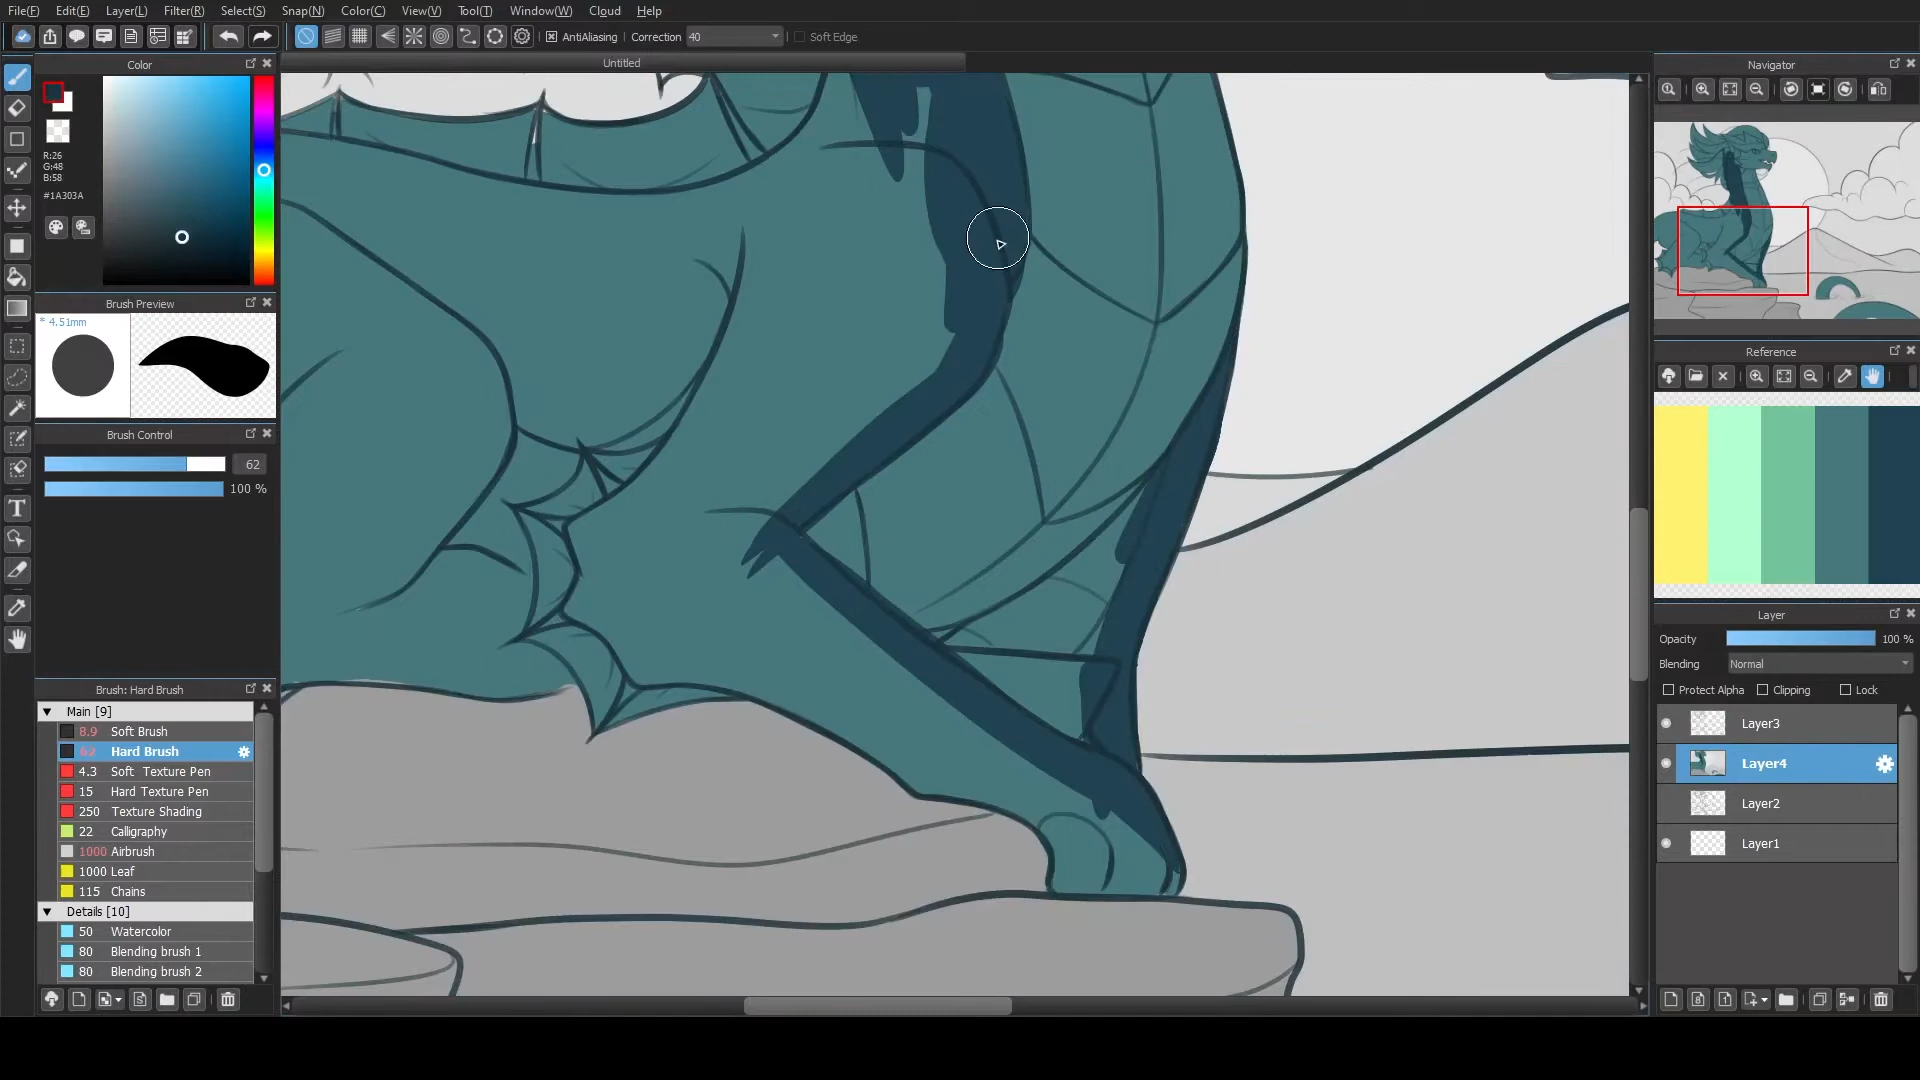 File(F) Edit(E) Layer(L) Filter(R) Select(S) Snap(N) Color(C) View(V) Tool(T) Window(W) Cloud Help
AntiAliasing Correction 40 Soft Edge
Untitled
Color
R:26
G:48
B:58
#1A303A
Brush Preview
* 4.51mm
Brush Control
62
100 %
Brush: Hard Brush
Main [9]
8.9 Soft Brush
62 Hard Brush
4.3 Soft Texture Pen
15 Hard Texture Pen
250 Texture Shading
22 Calligraphy
1000 Airbrush
1000 Leaf
115 Chains
Details [10]
50 Watercolor
80 Blending brush 1
80 Blending brush 2
T
Navigator
Reference
Layer
Opacity 100 %
Blending Normal
Protect Alpha Clipping Lock
Layer3
Layer4
Layer2
Layer1